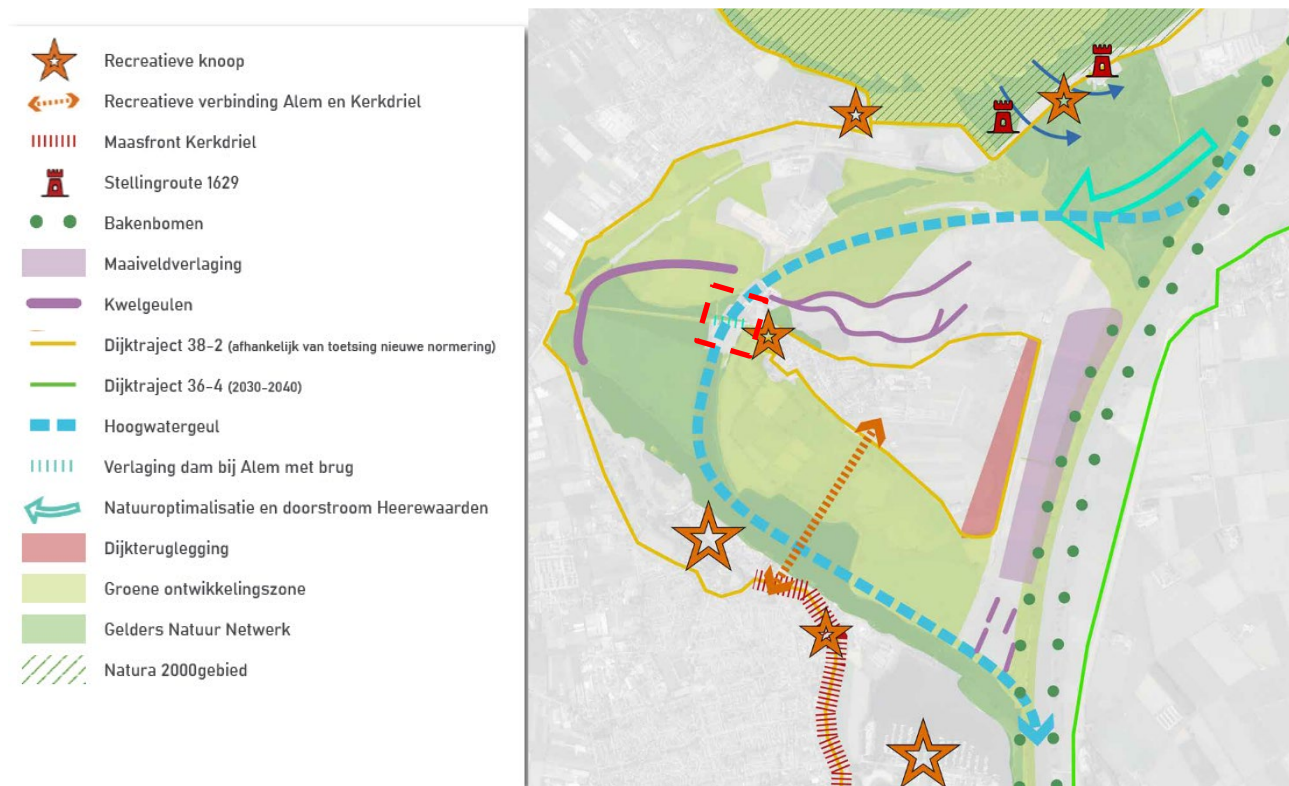 Recreatieve knoop
Recreatieve verbinding Alem en Kerkdriel
Maasfront Kerkdriel
Stellingroute 1629
Bakenbomen
Maaiveldverlaging
Kwelgeulen
Dijktraject 38-2 (afhankelijk van toetsing nieuwe normering)
Dijktraject 36-4 (2030-2040)
Hoogwatergeul
Verlaging dam bij Alem met brug
Natuuroptimalisatie en doorstroom Heerewaarden
Dijkteruglegging
Groene ontwikkelingszone
Gelders Natuur Netwerk
Natura 2000gebied